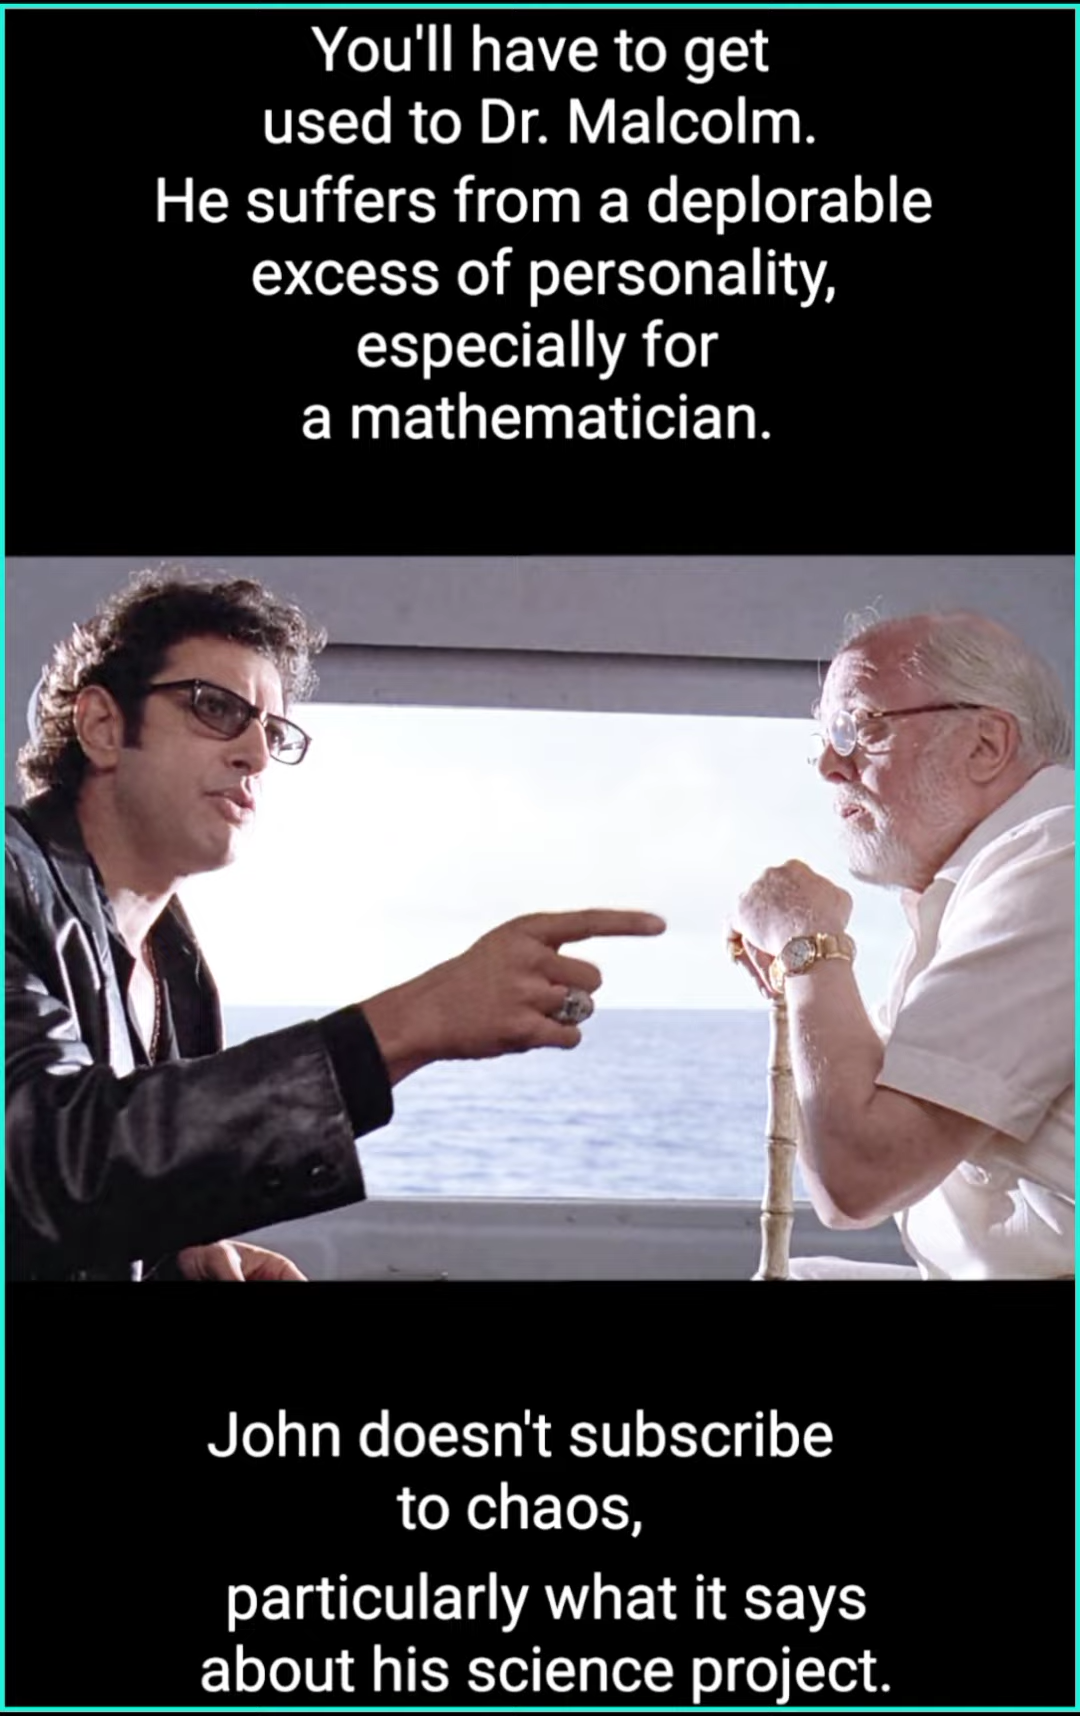 You'll have to get
used to Dr. Malcolm.
He suffers from a deplorable
excess of personality,
especially for
a mathematician.
John doesn't subscribe
to chaos,
particularly what it says
about his science project.